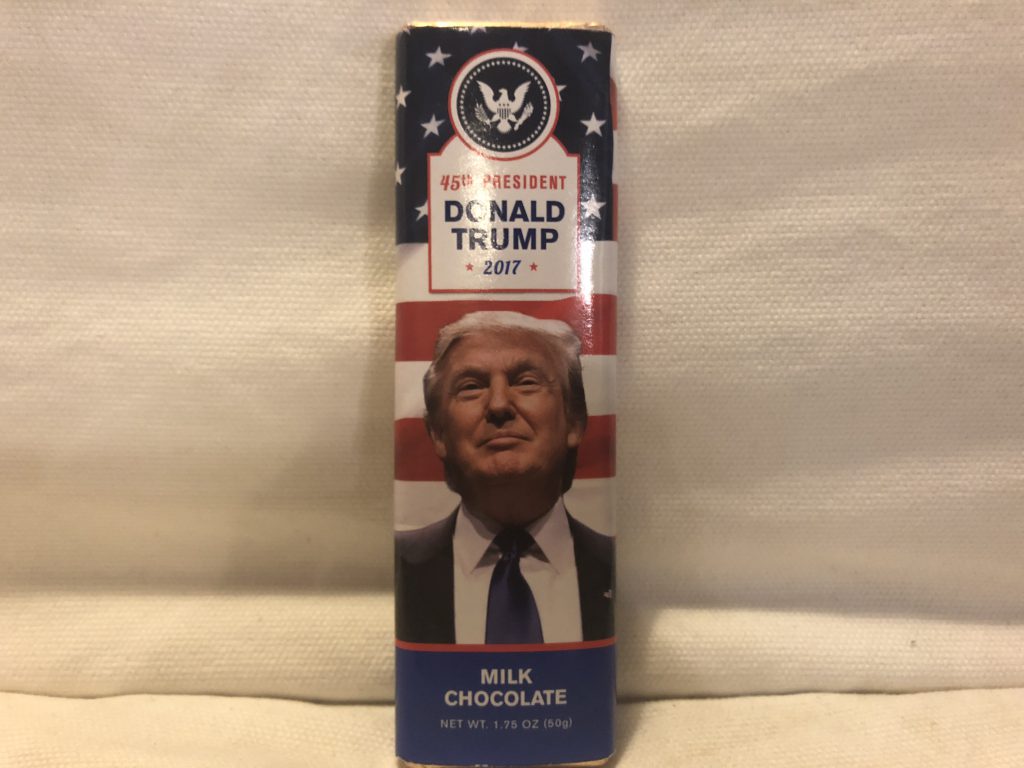 45th PRESIDENT
DONALD
TRUMP
2017
MILK
CHOCOLATE
NET WT. 1.75 OZ (50g)